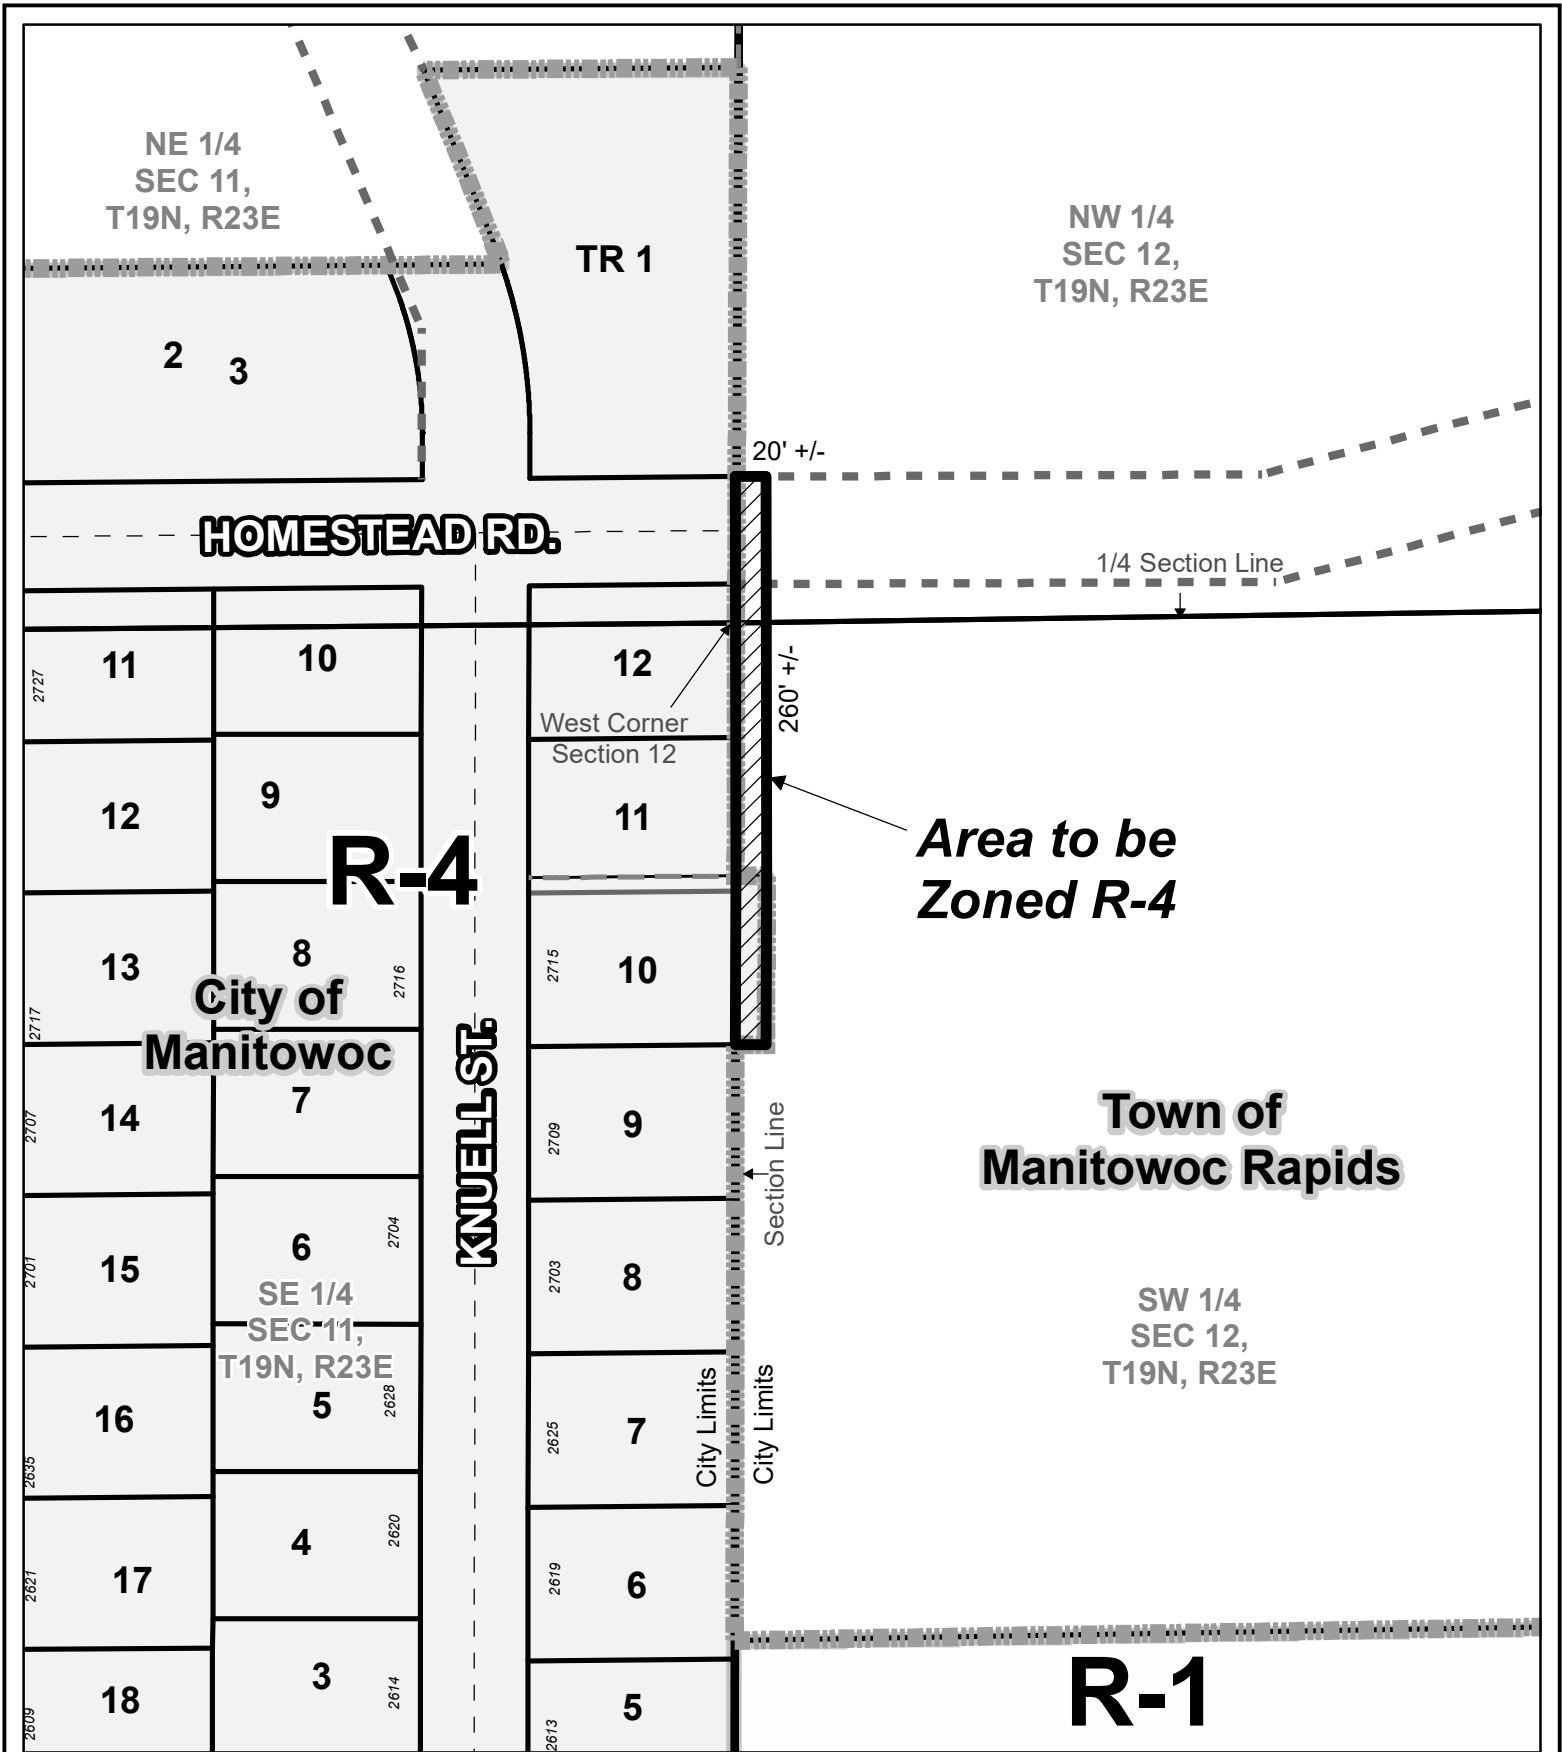 NE 1/4
SEC 11,
T19N, R23E
NW 1/4
SEC 12,
T19N, R23E
TR 1
2
3
20' +/-
HOMESTEAD RD.
1/4 Section Line
11
10
12
2727
260' +/-
West Corner
Section 12
12
9
11
R-4
Area to be
Zoned R-4
13
8
2716
2715
10
2717
City of
Manitowoc
KNUELL ST.
14
7
9
2707
2709
Section Line
Town of
Manitowoc Rapids
15
6
2704
2701
2703
8
SE 1/4
SEC 11,
T19N, R23E
SW 1/4
SEC 12,
T19N, R23E
16
5
2628
2635
2625
7
City Limits
City Limits
17
4
2620
2621
2619
6
18
3
2614
2609
2613
5
R-1